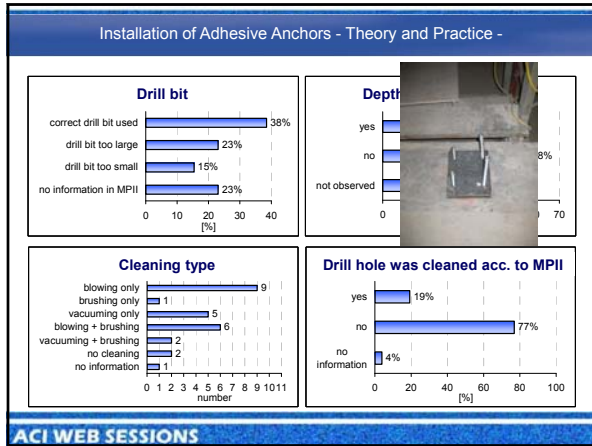 Installation of Adhesive Anchors - Theory and Practice -
Drill bit
correct drill bit used
38%
drill bit too large
23%
drill bit too small
15%
no information in MPII
23%
0 10 20 30 40
[%]
yes
no
8%
not observed
0
60 70
Cleaning type
blowing only
9
brushing only
1
vacuuming only
5
blowing + brushing
6
vacuuming + brushing
2
no cleaning
2
no information
1
0 1 2 3 4 5 6 7 8 9 10 11
number
Drill hole was cleaned acc. to MPII
yes
19%
no
77%
no
information
4%
0 20 40 60 80 100
[%]
ACI WEB SESSIONS